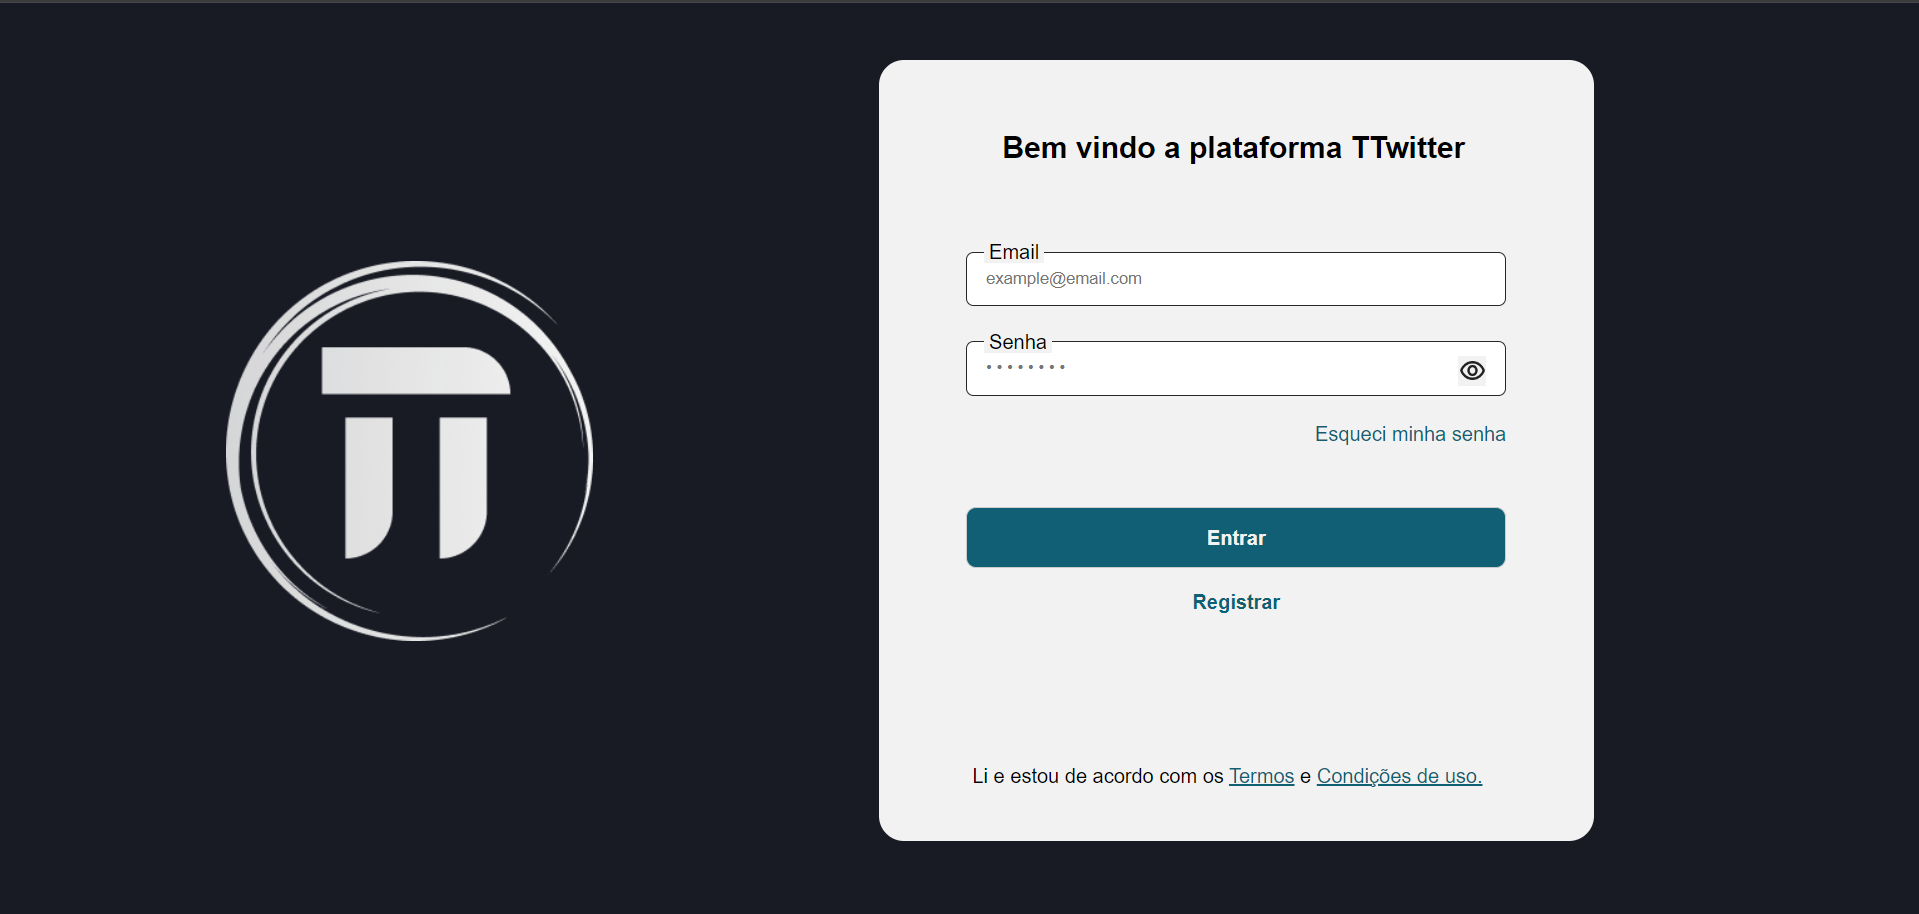 Bem vindo a plataforma TTwitter
Email
example@email.com
Senha
••••••••
Esqueci minha senha
Entrar
Registrar
Li e estou de acordo com os Termos e Condições de uso.